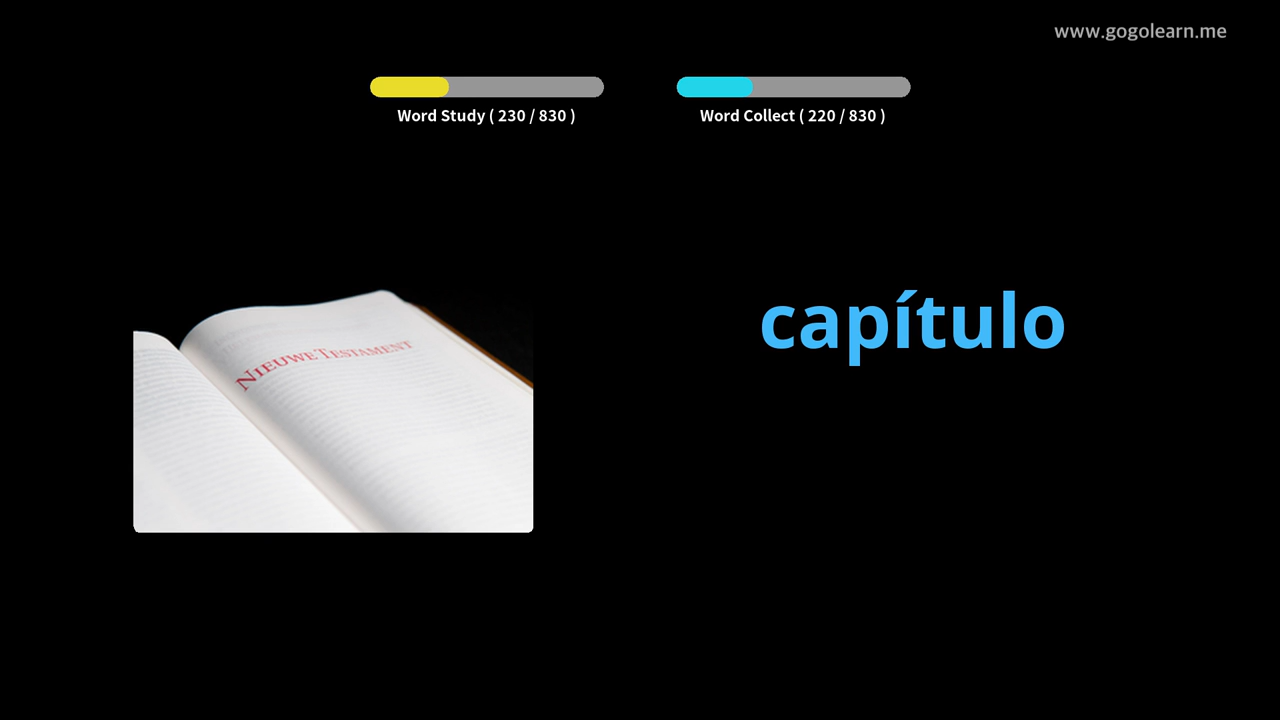 www.gogolearn.me
Word Study ( 230 / 830 )
Word Collect ( 220 / 830 )
capítulo
NIEUWE TESTAMENT